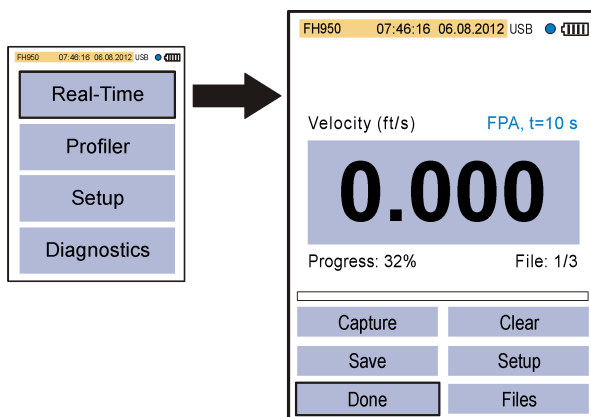 FH950 07:46:16 06.08.2012 USB
Real-Time
Profiler
Setup
Diagnostics
FH950 07:46:16 06.08.2012 USB
Velocity (ft/s) FPA, t=10 s
0.000
Progress: 32% File: 1/3
Capture Clear
Save Setup
Done Files